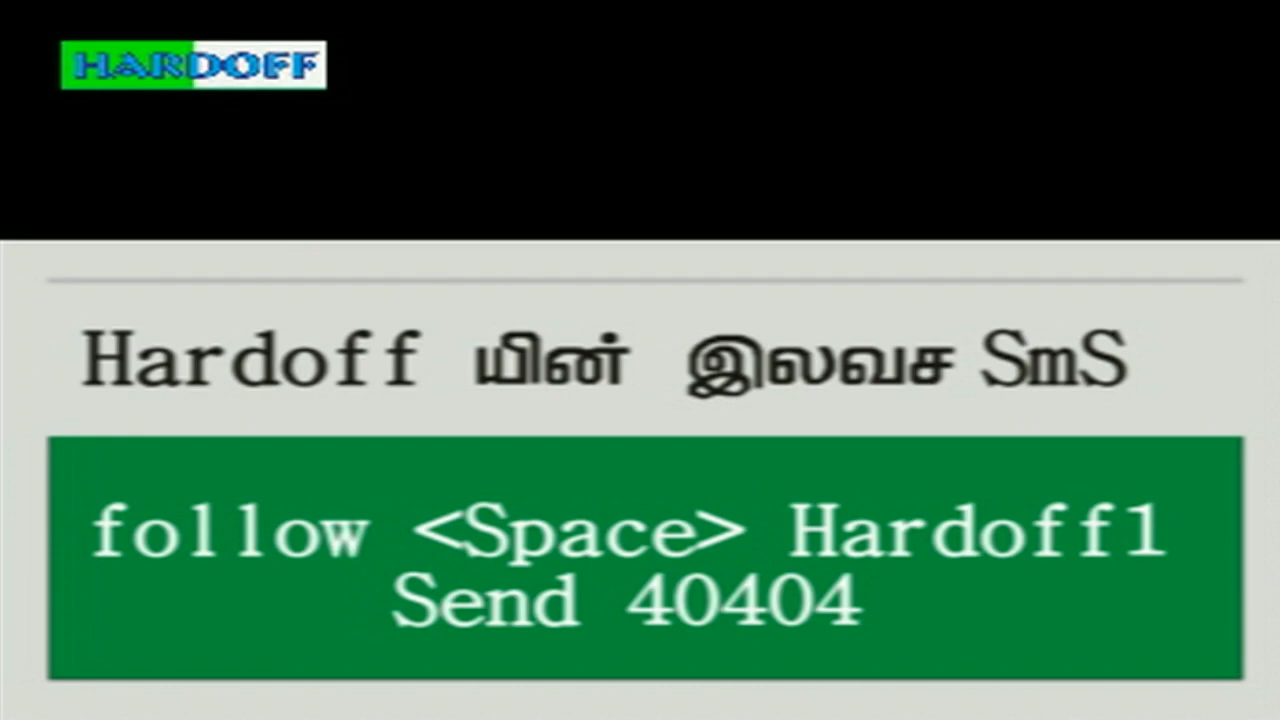 HARDOFF
Hardoff யின் இலவச SmS
follow <Space> Hardoff1
Send 40404